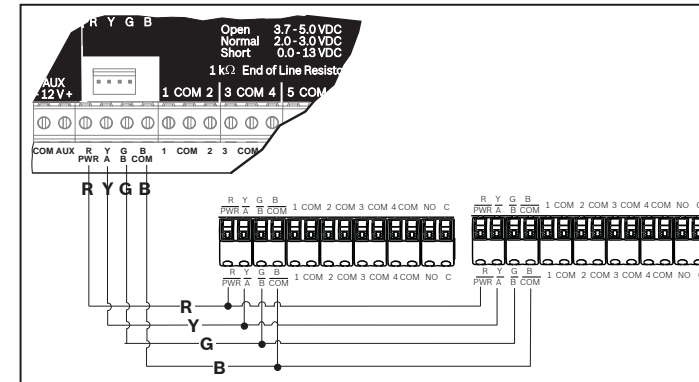 R Y G B
Open 3.7 - 5.0 VDC
Normal 2.0 - 3.0 VDC
Short 0.0 - 13 VDC
1 kΩ End of Line Resisto
AUX
- 12 V +
1 COM 2 3 COM 4 5 COM
COM AUX R Y G B 1 COM 2 3 COM
PWR A B COM
R Y G B
R Y G B 1 COM 2 COM 3 COM 4 COM NO C
PWR A B COM
R Y G B 1 COM 2 COM 3 COM 4 COM NO C
PWR A B COM
R Y G B 1 COM 2 COM 3 COM 4 COM NO
PWR A B COM
R Y G B 1 COM 2 COM 3 COM 4 COM NO
PWR A B COM
R
Y
G
B